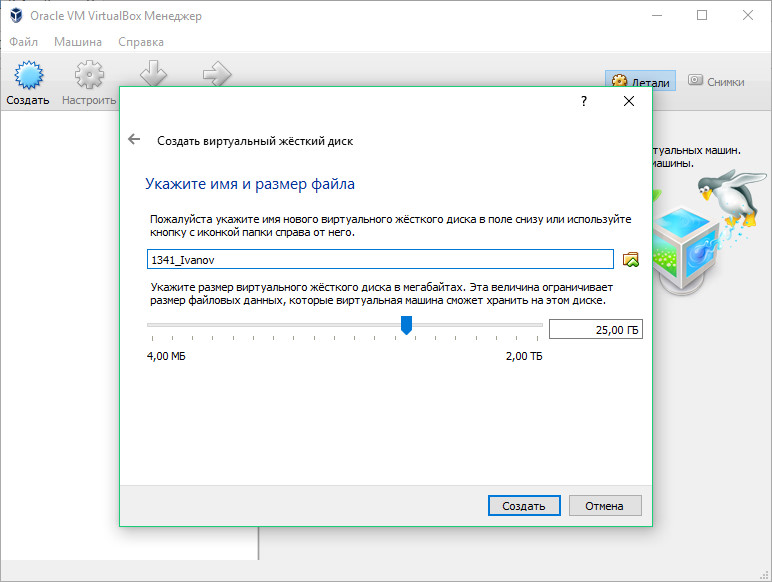 Oracle VM VirtualBox Менеджер
Файл Машина Справка
Создать Настроить
Детали Снимки
?
Создать виртуальный жёсткий диск
Укажите имя и размер файла
Пожалуйста укажите имя нового виртуального жёсткого диска в поле снизу или используйте
кнопку с иконкой папки справа от него.
1341_Ivanov
Укажите размер виртуального жёсткого диска в мегабайтах. Эта величина ограничивает
размер файловых данных, которые виртуальная машина сможет хранить на этом диске.
25,00 ГБ
4,00 МБ 2,00 ТБ
Создать Отмена
туальных машин.
машины.